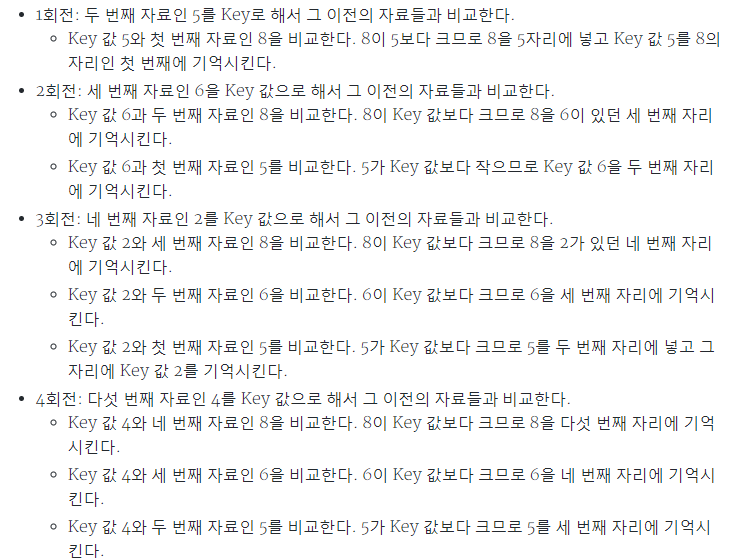 • 1회전: 두 번째 자료인 5를 Key로 해서 그 이전의 자료들과 비교한다.
◦ Key 값 5와 첫 번째 자료인 8을 비교한다. 8이 5보다 크므로 8을 5자리에 넣고 Key 값 5를 8의
자리인 첫 번째에 기억시킨다.
• 2회전: 세 번째 자료인 6을 Key 값으로 해서 그 이전의 자료들과 비교한다.
◦ Key 값 6과 두 번째 자료인 8을 비교한다. 8이 Key 값보다 크므로 8을 6이 있던 세 번째 자리
에 기억시킨다.
◦ Key 값 6과 첫 번째 자료인 5를 비교한다. 5가 Key 값보다 작으므로 Key 값 6을 두 번째 자리
에 기억시킨다.
• 3회전: 네 번째 자료인 2를 Key 값으로 해서 그 이전의 자료들과 비교한다.
◦ Key 값 2와 세 번째 자료인 8을 비교한다. 8이 Key 값보다 크므로 8을 2가 있던 네 번째 자리
에 기억시킨다.
◦ Key 값 2와 두 번째 자료인 6을 비교한다. 6이 Key 값보다 크므로 6을 세 번째 자리에 기억시
킨다.
◦ Key 값 2와 첫 번째 자료인 5를 비교한다. 5가 Key 값보다 크므로 5를 두 번째 자리에 넣고 그
자리에 Key 값 2를 기억시킨다.
• 4회전: 다섯 번째 자료인 4를 Key 값으로 해서 그 이전의 자료들과 비교한다.
◦ Key 값 4와 네 번째 자료인 8을 비교한다. 8이 Key 값보다 크므로 8을 다섯 번째 자리에 기억
시킨다.
◦ Key 값 4와 세 번째 자료인 6을 비교한다. 6이 Key 값보다 크므로 6을 네 번째 자리에 기억시
킨다.
◦ Key 값 4와 두 번째 자료인 5를 비교한다. 5가 Key 값보다 크므로 5를 세 번째 자리에 기억시
킨다.